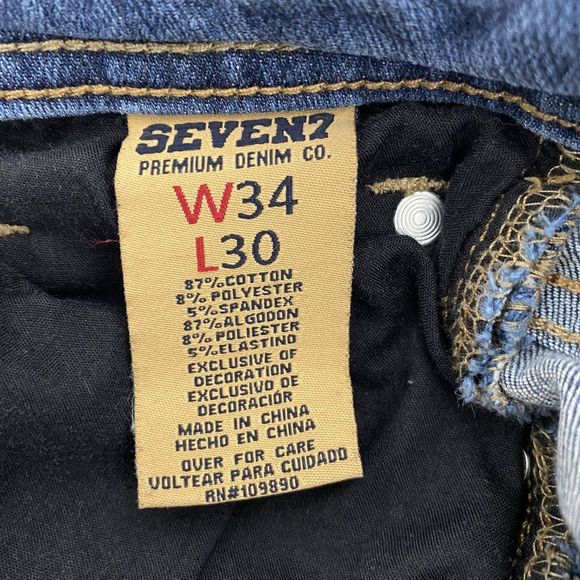 SEVEN7
PREMIUM DENIM CO.
W34
L30
87%COTTON
8%POLYESTER
5%SPANDEX
87%ALGODON
8%POLIESTER
5%ELASTINO
EXCLUSIVE OF
DECORATION
EXCLUSIVO DE
DECORACIÓR
MADE IN CHINA
HECHO EN CHINA
OVER FOR CARE
VOLTEAR PARA CUIDADO
RN#109890